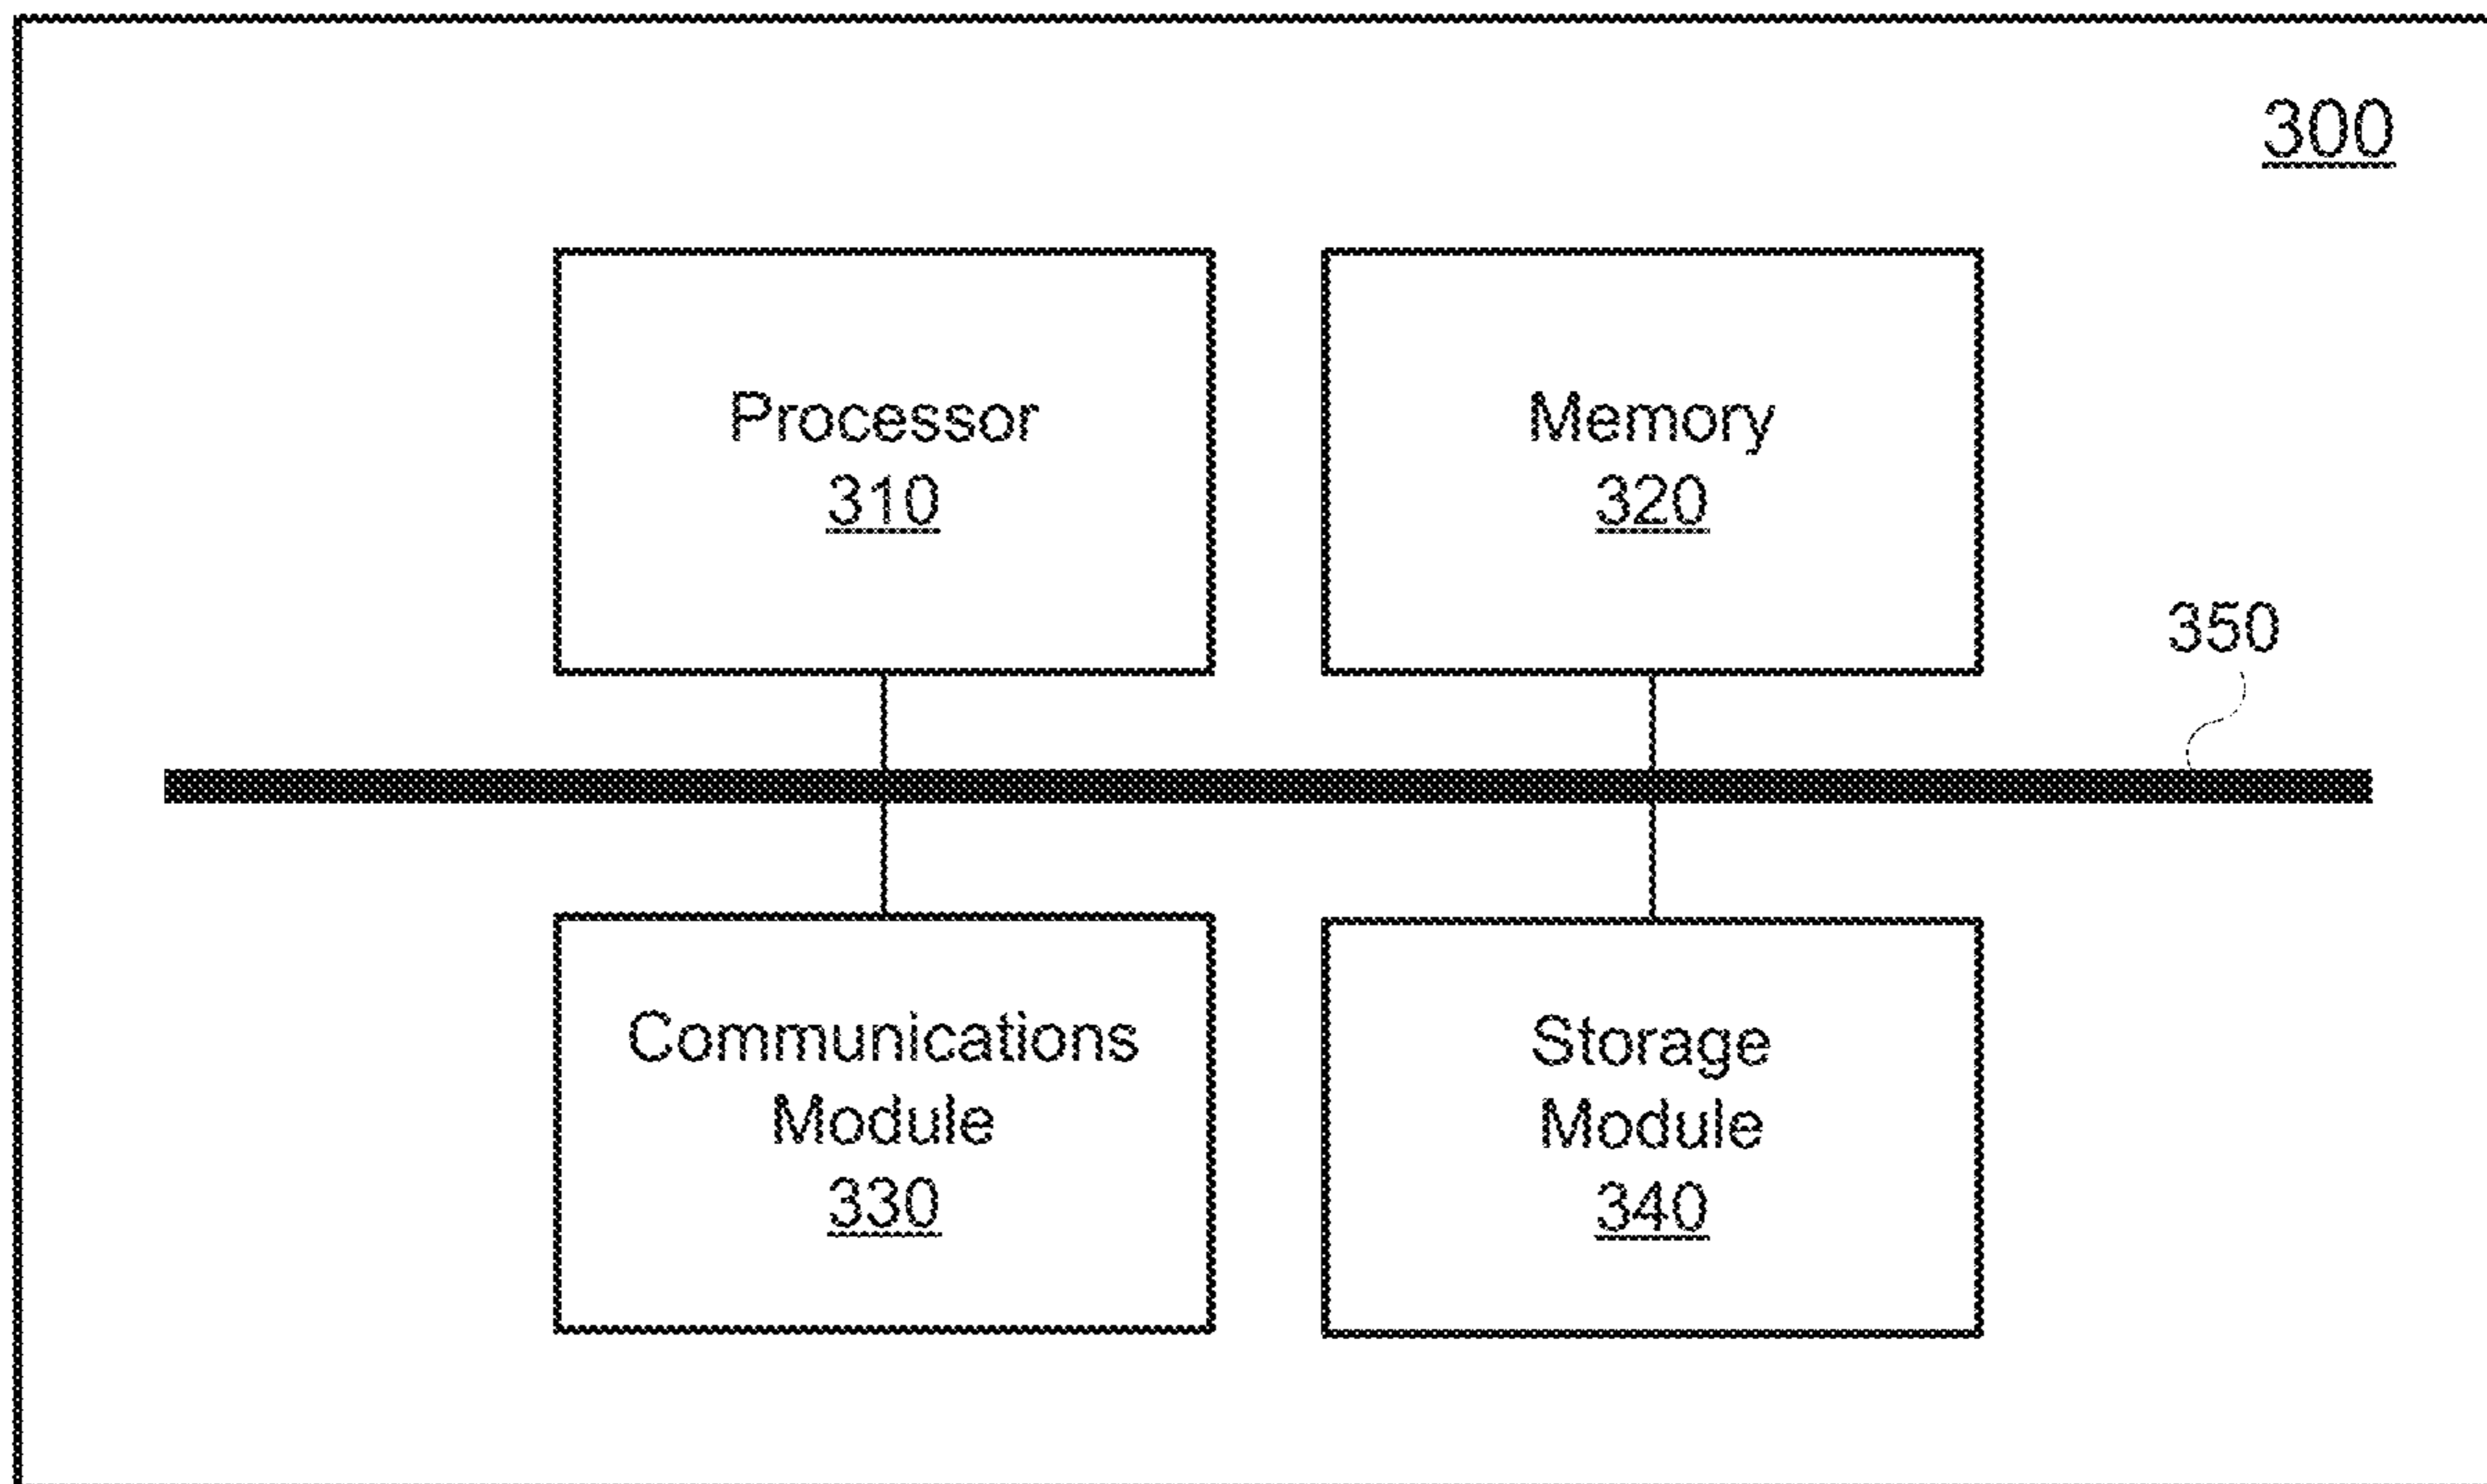 300
Processor
310
Memory
320
350
Communications
Module
330
Storage
Module
340